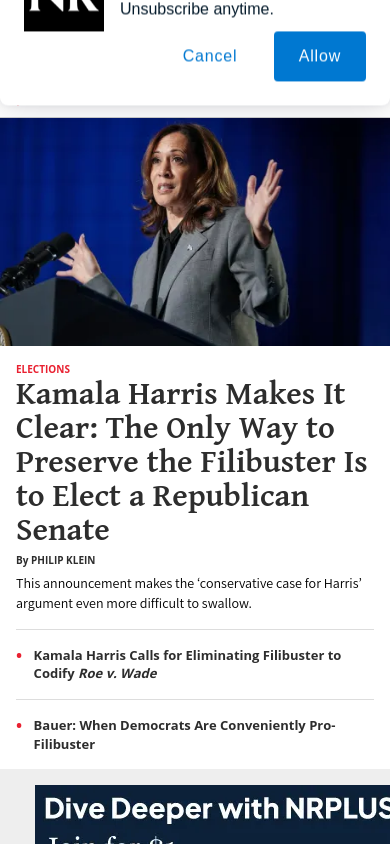 NR
Unsubscribe anytime.
Cancel
Allow
ELECTIONS
Kamala Harris Makes It
Clear: The Only Way to
Preserve the Filibuster Is
to Elect a Republican
Senate
By PHILIP KLEIN
This announcement makes the ‘conservative case for Harris’
argument even more difficult to swallow.
Kamala Harris Calls for Eliminating Filibuster to
Codify Roe v. Wade
Bauer: When Democrats Are Conveniently Pro-
Filibuster
Dive Deeper with NRPLUS
Join for $1